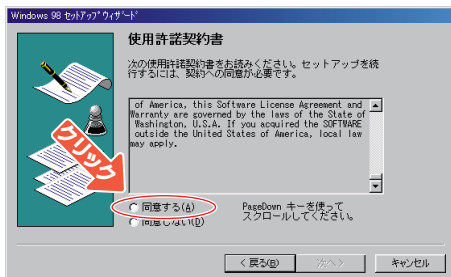 Windows 98 ｾｯﾄｱｯﾌﾟ ｳｨｻﾞｰﾄﾞ
使用許諾契約書
次の使用許諾契約書をお読みください。セットアップを続
行するには、契約への同意が必要です。
of America, this Software License Agreement and
Warranty are governed by the laws of the State of
Washington, U.S.A. If you acquired the SOFTWARE
outside the United States of America, local law
may apply.
クリック
同意する(A)
同意しない(D)
PageDown キーを使って
スクロールしてください。
< 戻る(B)
次へ >
キャンセル